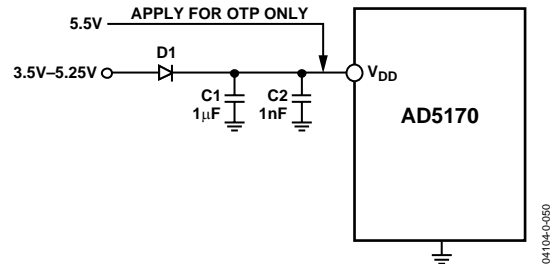 APPLY FOR OTP ONLY
5.5V
D1
3.5V–5.25V
VDD
C1
1μF
C2
1nF
AD5170
04104-0-050